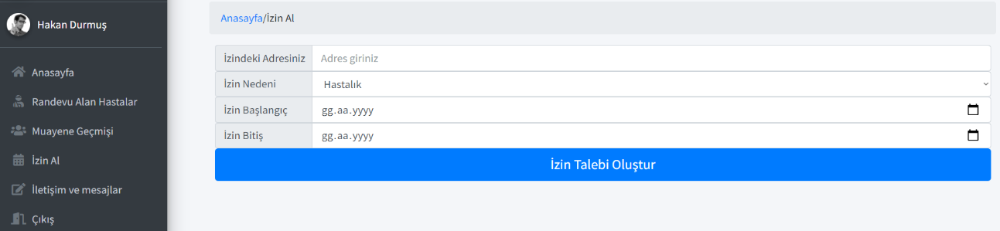 Hakan Durmuş
Anasayfa
Randevu Alan Hastalar
Muayene Geçmişi
İzin Al
İletişim ve mesajlar
Çıkış
Anasayfa/İzin Al
İzindeki Adresiniz Adres giriniz
İzin Nedeni Hastalık
İzin Başlangıç gg.aa.yyyy
İzin Bitiş gg.aa.yyyy
İzin Talebi Oluştur